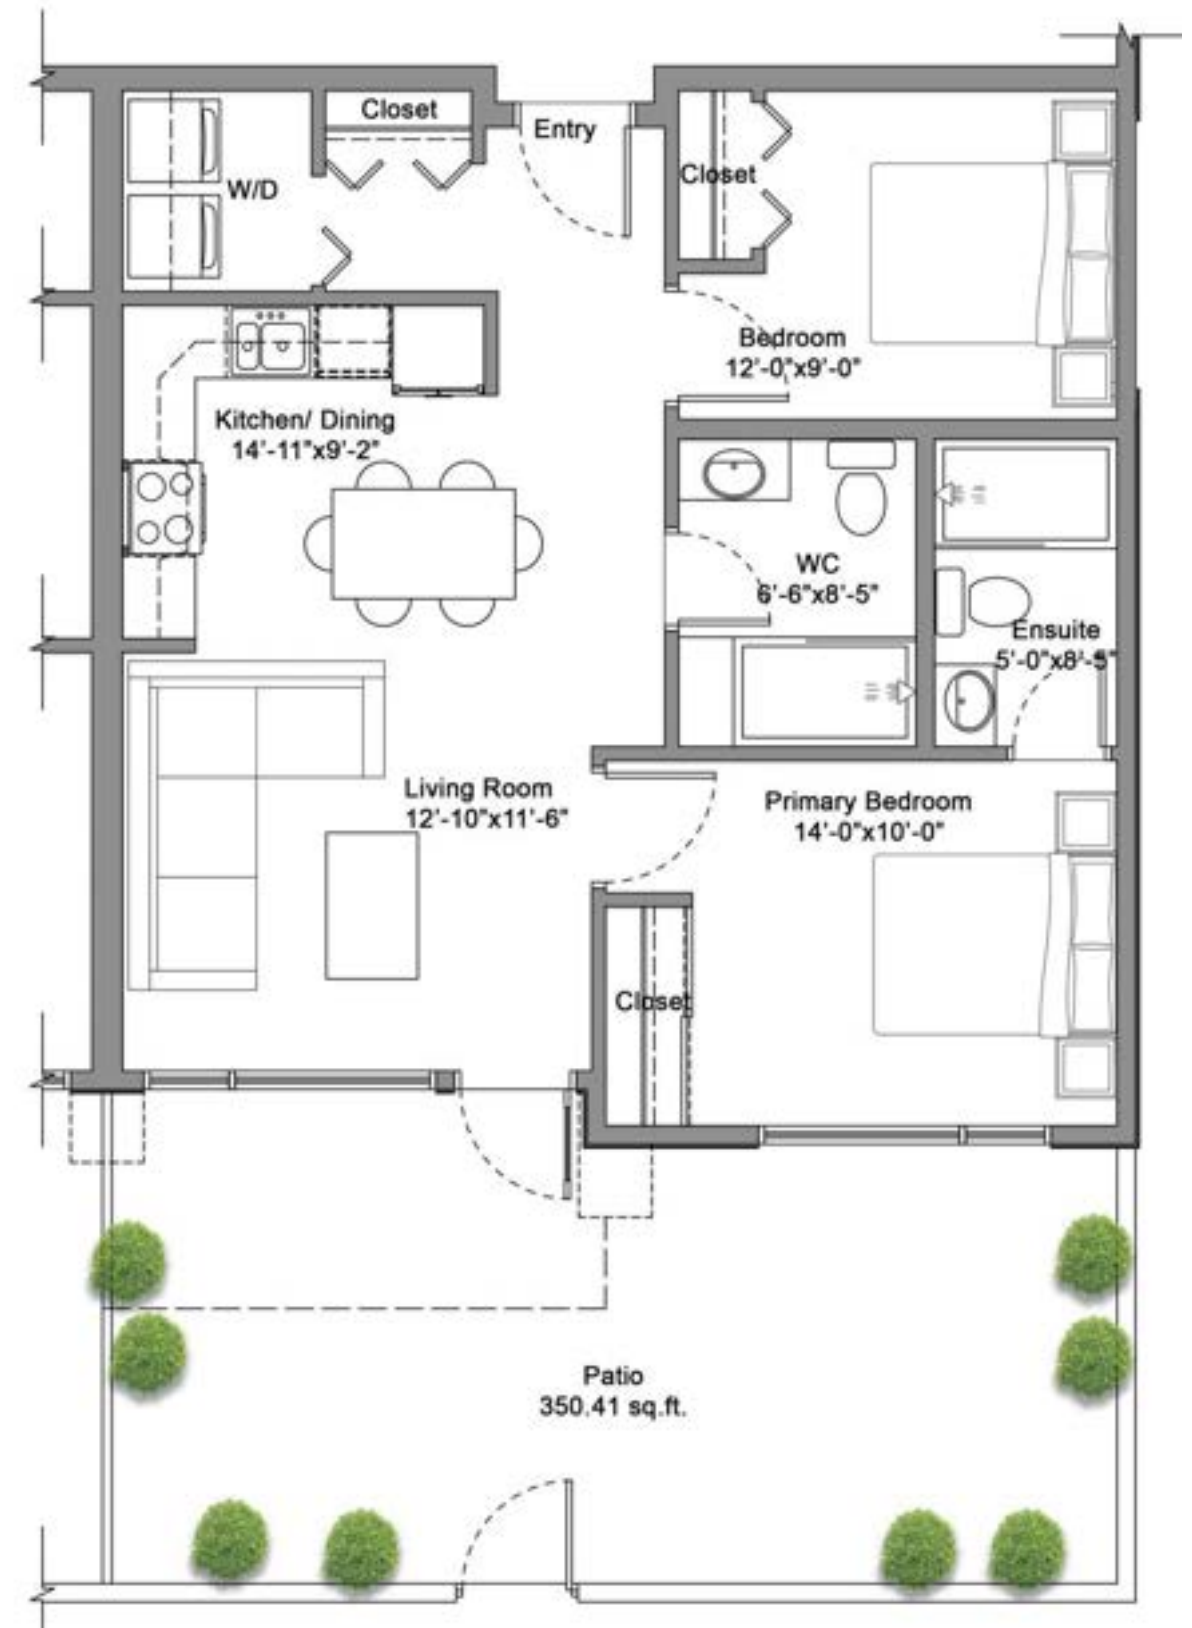 Closet
Entry
W/D
Closet
Bedroom
12'-0"x9'-0"
Kitchen/ Dining
14'-11"x9'-2"
WC
6'-6"x8'-5"
Ensuite
5'-0"x8'-5"
Living Room
12'-10"x11'-6"
Primary Bedroom
14'-0"x10'-0"
Closet
Patio
350.41 sq.ft.